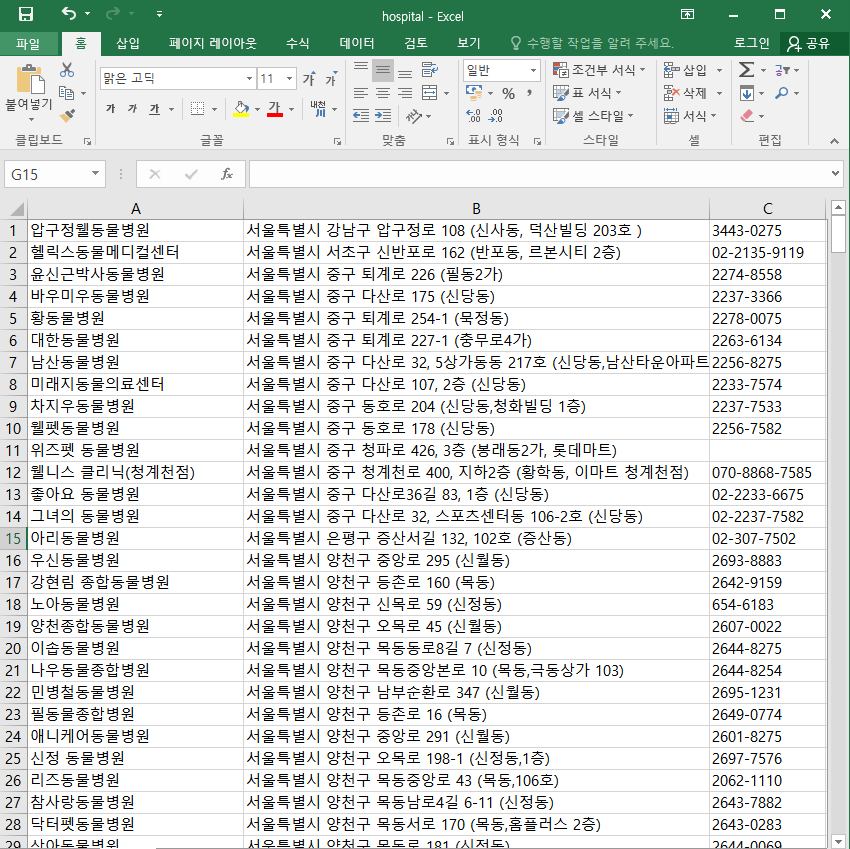 hospital - Excel
파일 홈 삽입 페이지 레이아웃 수식 데이터 검토 보기 수행할 작업을 알려 주세요. 로그인 공유
붙여넣기
맑은 고딕 11 가 가
가 가 가 가 내천
일반
% ,
조건부 서식
표 서식
셀 스타일
삽입
삭제
서식
클립보드 글꼴 맞춤 표시 형식 스타일 셀 편집
G15 fx
A B C
1 압구정웰동물병원 서울특별시 강남구 압구정로 108 (신사동, 덕산빌딩 203호 ) 3443-0275
2 헬릭스동물메디컬센터 서울특별시 서초구 신반포로 162 (반포동, 르본시티 2층) 02-2135-9119
3 윤신근박사동물병원 서울특별시 중구 퇴계로 226 (필동2가) 2274-8558
4 바우미우동물병원 서울특별시 중구 다산로 175 (신당동) 2237-3366
5 황동물병원 서울특별시 중구 퇴계로 254-1 (묵정동) 2278-0075
6 대한동물병원 서울특별시 중구 퇴계로 227-1 (충무로4가) 2263-6134
7 남산동물병원 서울특별시 중구 다산로 32, 5상가동동 217호 (신당동,남산타운아파트 2256-8275
8 미래지동물의료센터 서울특별시 중구 다산로 107, 2층 (신당동) 2233-7574
9 차지우동물병원 서울특별시 중구 동호로 204 (신당동,청화빌딩 1층) 2237-7533
10 웰펫동물병원 서울특별시 중구 동호로 178 (신당동) 2256-7582
11 위즈펫 동물병원 서울특별시 중구 청파로 426, 3층 (봉래동2가, 롯데마트)
12 웰니스 클리닉(청계천점) 서울특별시 중구 청계천로 400, 지하2층 (황학동, 이마트 청계천점) 070-8868-7585
13 좋아요 동물병원 서울특별시 중구 다산로36길 83, 1층 (신당동) 02-2233-6675
14 그녀의 동물병원 서울특별시 중구 다산로 32, 스포츠센터동 106-2호 (신당동) 02-2237-7582
15 아리동물병원 서울특별시 은평구 증산서길 132, 102호 (증산동) 02-307-7502
16 우신동물병원 서울특별시 양천구 중앙로 295 (신월동) 2693-8883
17 강현림 종합동물병원 서울특별시 양천구 등촌로 160 (목동) 2642-9159
18 노아동물병원 서울특별시 양천구 신목로 59 (신정동) 654-6183
19 양천종합동물병원 서울특별시 양천구 오목로 45 (신월동) 2607-0022
20 이솝동물병원 서울특별시 양천구 목동동로8길 7 (신정동) 2644-8275
21 나우동물종합병원 서울특별시 양천구 목동중앙본로 10 (목동,극동상가 103) 2644-8254
22 민병철동물병원 서울특별시 양천구 남부순환로 347 (신월동) 2695-1231
23 필동물종합병원 서울특별시 양천구 등촌로 16 (목동) 2649-0774
24 애니케어동물병원 서울특별시 양천구 중앙로 291 (신월동) 2601-8275
25 신정 동물병원 서울특별시 양천구 오목로 198-1 (신정동,1층) 2697-7576
26 리즈동물병원 서울특별시 양천구 목동중앙로 43 (목동,106호) 2062-1110
27 참사랑동물병원 서울특별시 양천구 목동남로4길 6-11 (신정동) 2643-7882
28 닥터펫동물병원 서울특별시 양천구 목동서로 170 (목동,홈플러스 2층) 2643-0283
29 서울특별시 양천구 목동로 181 (신정동) 2644-0069